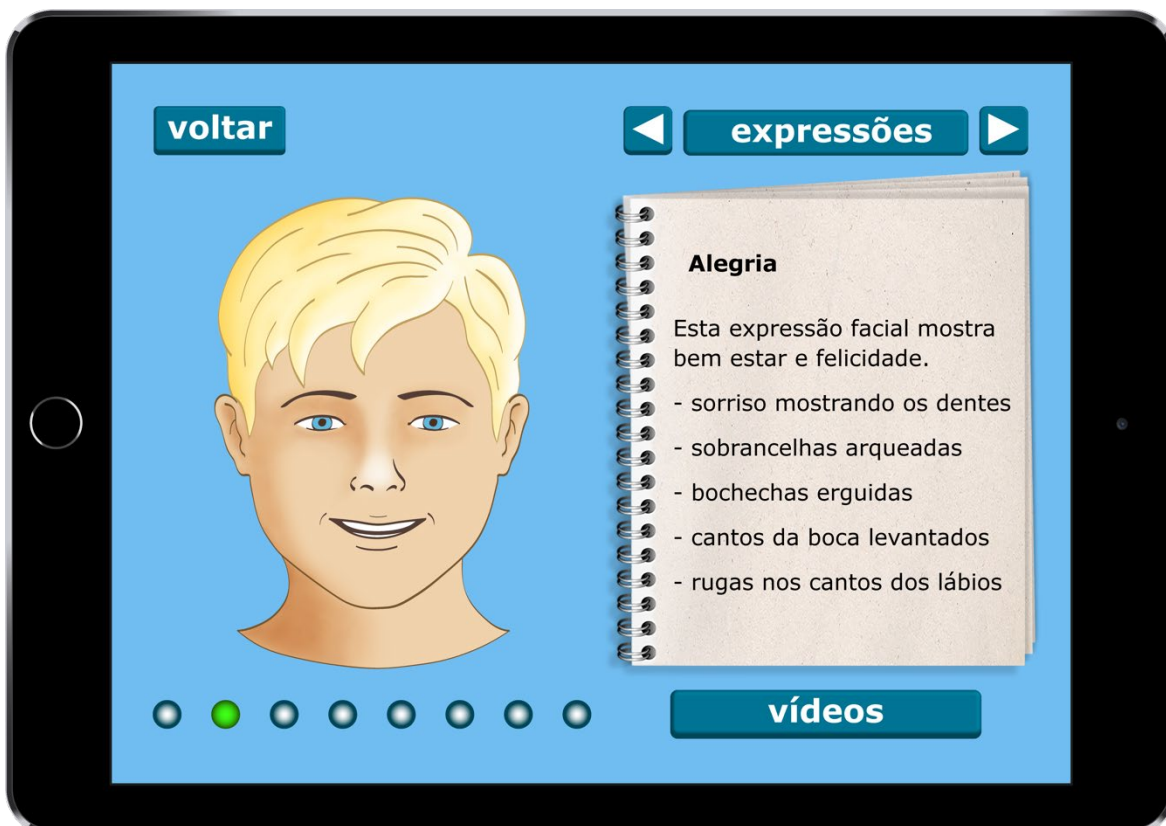 voltar
expressões
Alegria
Esta expressão facial mostra
bem estar e felicidade.
- sorriso mostrando os dentes
- sobrancelhas arqueadas
- bochechas erguidas
- cantos da boca levantados
- rugas nos cantos dos lábios
vídeos